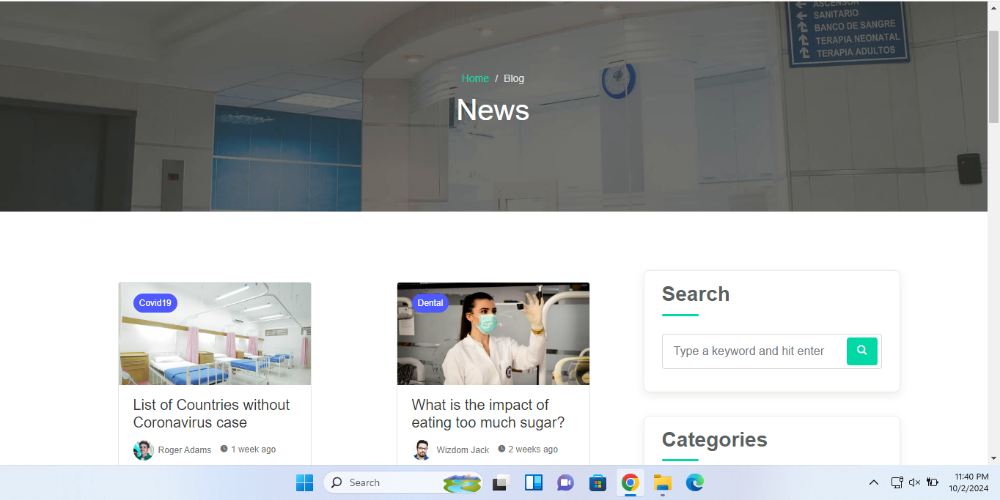 ASCENSOR
SANITARIO
BANCO DE SANGRE
TERAPIA NEONATAL
TERAPIA ADULTOS
Home / Blog
News
Covid19
List of Countries without
Coronavirus case
Roger Adams 1 week ago
Dental
What is the impact of
eating too much sugar?
Wizdom Jack 2 weeks ago
Search
Type a keyword and hit enter
Categories
Search
11:40 PM
10/2/2024